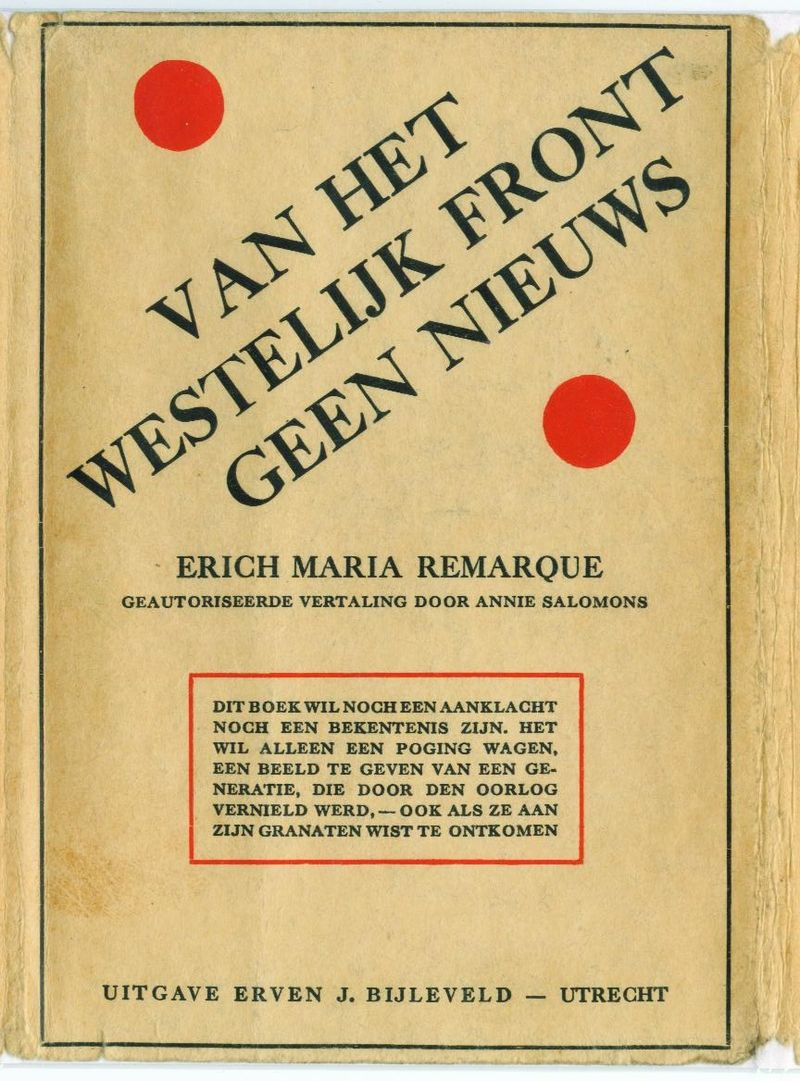 VAN HET
WESTELIJK FRONT
GEEN NIEUWS
ERICH MARIA REMARQUE
GEAUTORISEERDE VERTALING DOOR ANNIE SALOMONS
DIT BOEK WIL NOCH EEN AANKLACHT
NOCH EEN BEKENTENIS ZIJN. HET
WIL ALLEEN EEN POGING WAGEN,
EEN BEELD TE GEVEN VAN EEN GE-
NERATIE, DIE DOOR DEN OORLOG
VERNIELD WERD, — OOK ALS ZE AAN
ZIJN GRANATEN WIST TE ONTKOMEN
UITGAVE ERVEN J. BIJLEVELD — UTRECHT